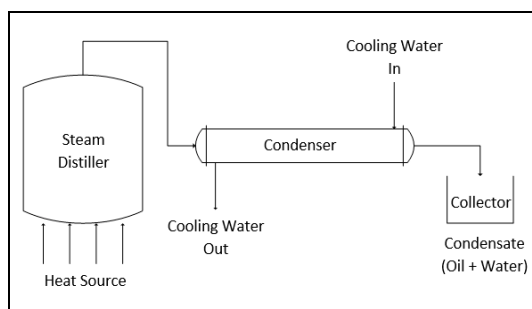 Cooling Water
In
Steam
Distiller
Condenser
Cooling Water
Out
Collector
Condensate
(Oil + Water)
Heat Source